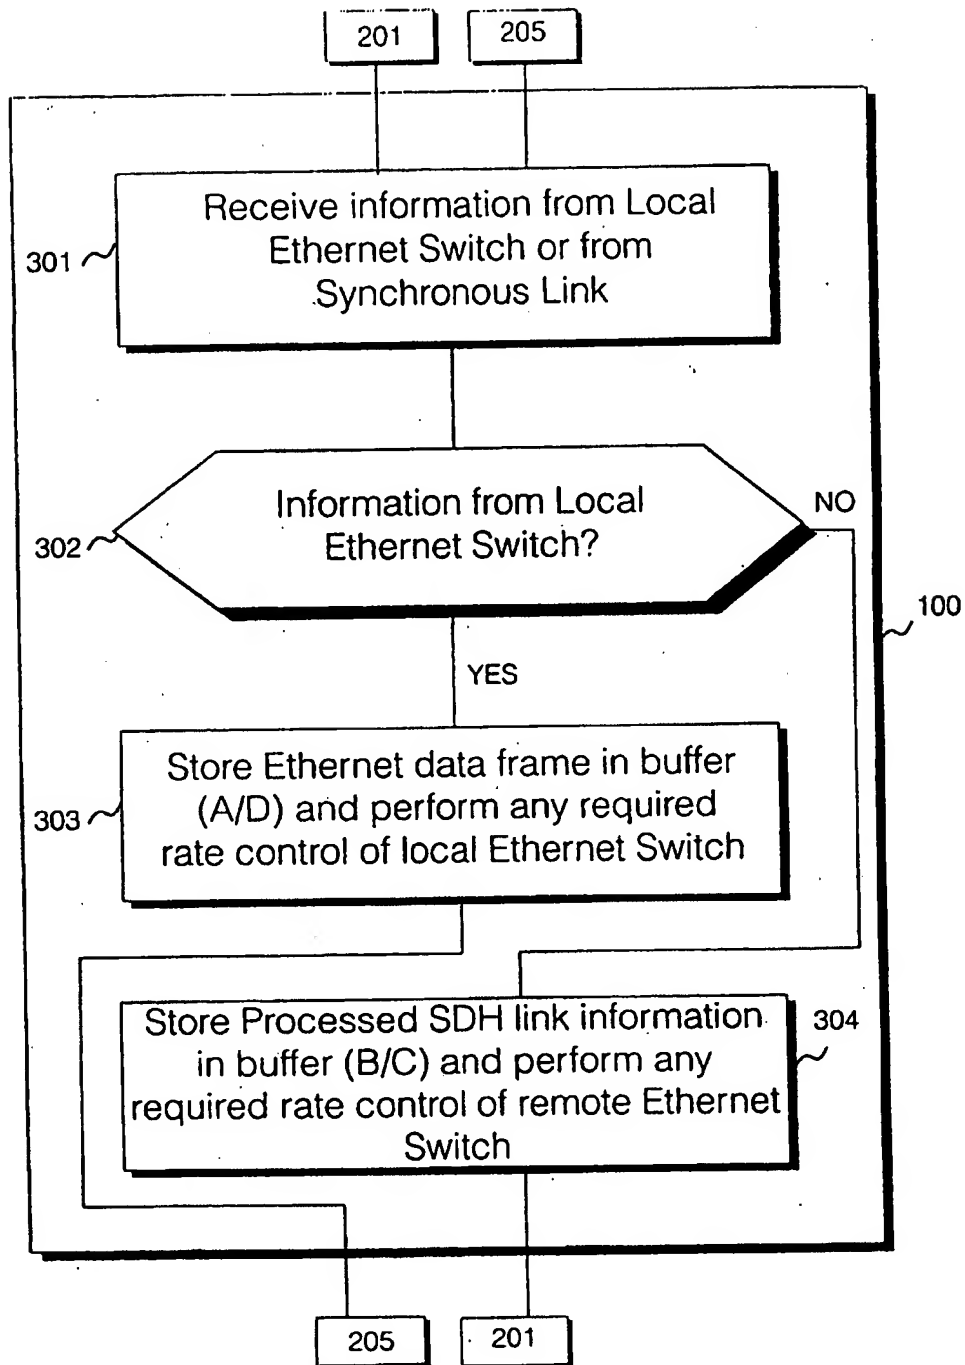 201
205
Receive information from Local
Ethernet Switch or from
Synchronous Link
301
Information from Local
Ethernet Switch?
302
NO
100
YES
Store Ethernet data frame in buffer
(A/D) and perform any required
rate control of local Ethernet Switch
303
Store Processed SDH link information
in buffer (B/C) and perform any
required rate control of remote Ethernet
Switch
304
205
201